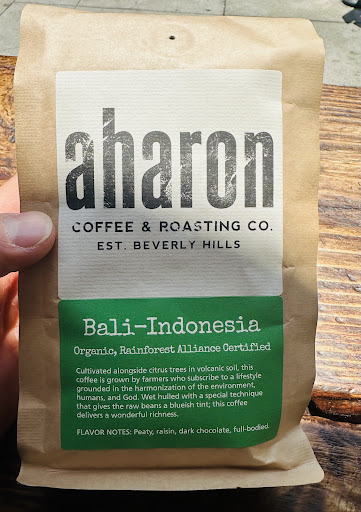 aharon
COFFEE & ROASTING CO.
EST. BEVERLY HILLS
Bali-Indonesia
Organic, Rainforest Alliance Certified
Cultivated alongside citrus trees in volcanic soil, this
coffee is grown by farmers who subscribe to a lifestyle
grounded in the harmonization of the environment,
humans, and God. Wet hulled with a special technique
that gives the raw beans a blueish tint; this coffee
delivers a wonderful richness.
FLAVOR NOTES: Peaty, raisin, dark chocolate, full-bodied.